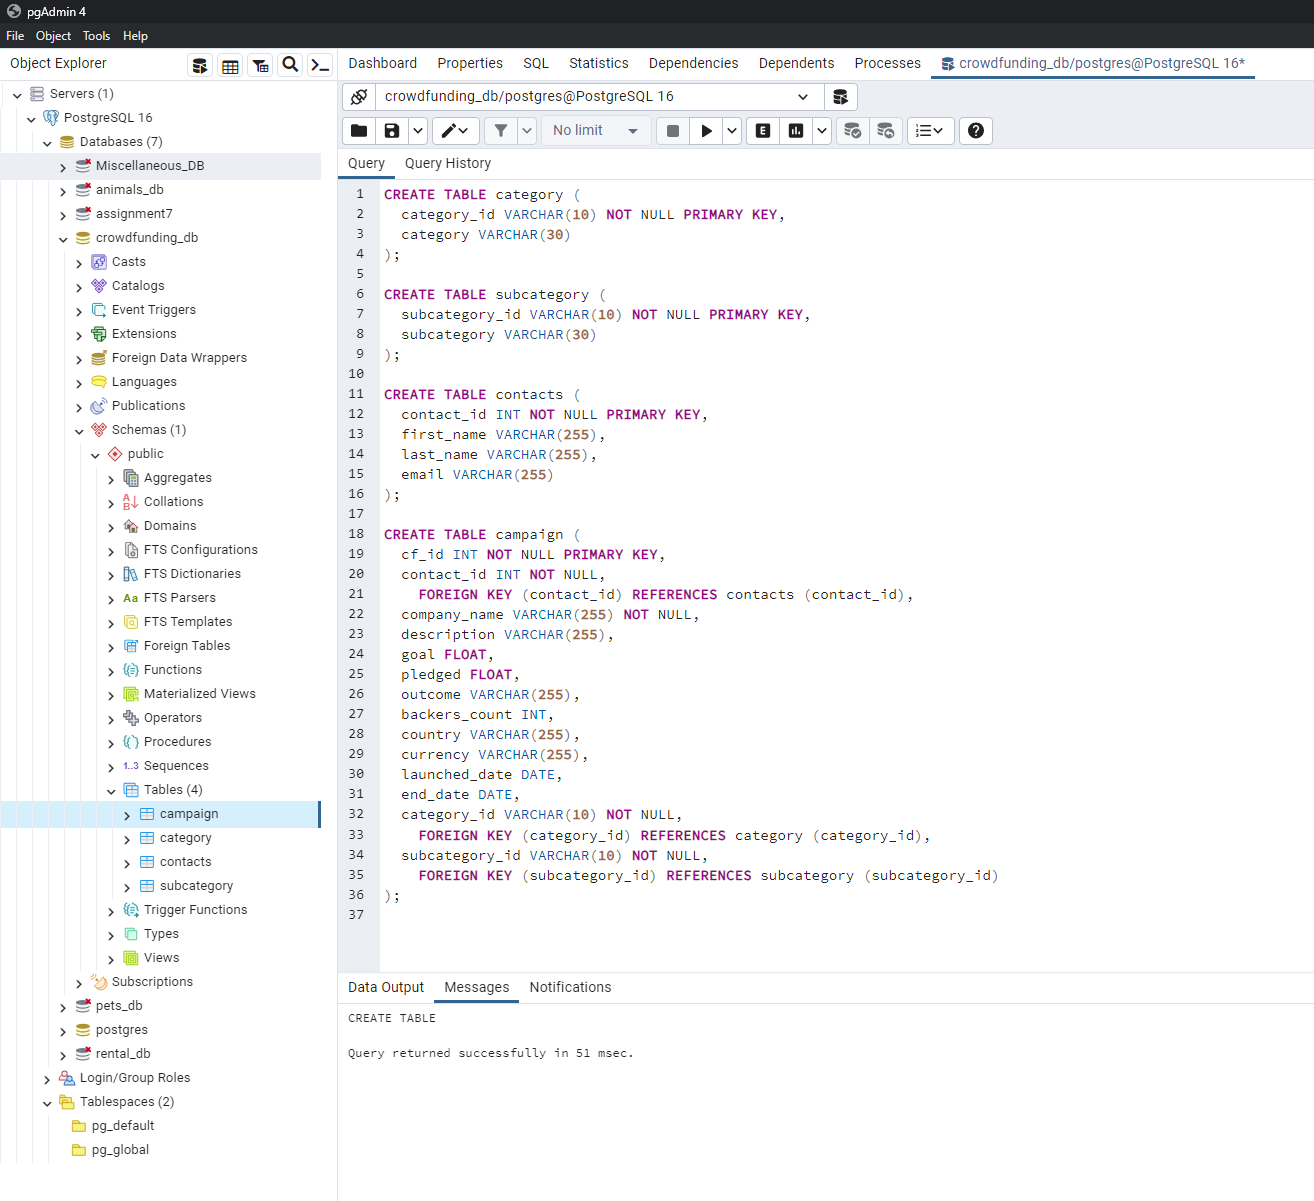 pgAdmin 4
File Object Tools Help
Object Explorer
Dashboard Properties SQL Statistics Dependencies Dependents Processes crowdfunding_db/postgres@PostgreSQL 16*
Servers (1)
PostgreSQL 16
Databases (7)
Miscellaneous_DB
animals_db
assignment7
crowdfunding_db
Casts
Catalogs
Event Triggers
Extensions
Foreign Data Wrappers
Languages
Publications
Schemas (1)
public
Aggregates
Collations
Domains
FTS Configurations
FTS Dictionaries
Aa FTS Parsers
FTS Templates
Foreign Tables
Functions
Materialized Views
Operators
Procedures
1..3 Sequences
Tables (4)
campaign
category
contacts
subcategory
Trigger Functions
Types
Views
Subscriptions
pets_db
postgres
rental_db
Login/Group Roles
Tablespaces (2)
pg_default
pg_global
crowdfunding_db/postgres@PostgreSQL 16
No limit
E
Query Query History
1 CREATE TABLE category (
2 category_id VARCHAR(10) NOT NULL PRIMARY KEY,
3 category VARCHAR(30)
4 );
5
6 CREATE TABLE subcategory (
7 subcategory_id VARCHAR(10) NOT NULL PRIMARY KEY,
8 subcategory VARCHAR(30)
9 );
10
11 CREATE TABLE contacts (
12 contact_id INT NOT NULL PRIMARY KEY,
13 first_name VARCHAR(255),
14 last_name VARCHAR(255),
15 email VARCHAR(255)
16 );
17
18 CREATE TABLE campaign (
19 cf_id INT NOT NULL PRIMARY KEY,
20 contact_id INT NOT NULL,
21 FOREIGN KEY (contact_id) REFERENCES contacts (contact_id),
22 company_name VARCHAR(255) NOT NULL,
23 description VARCHAR(255),
24 goal FLOAT,
25 pledged FLOAT,
26 outcome VARCHAR(255),
27 backers_count INT,
28 country VARCHAR(255),
29 currency VARCHAR(255),
30 launched_date DATE,
31 end_date DATE,
32 category_id VARCHAR(10) NOT NULL,
33 FOREIGN KEY (category_id) REFERENCES category (category_id),
34 subcategory_id VARCHAR(10) NOT NULL,
35 FOREIGN KEY (subcategory_id) REFERENCES subcategory (subcategory_id)
36 );
37
Data Output Messages Notifications
CREATE TABLE
Query returned successfully in 51 msec.